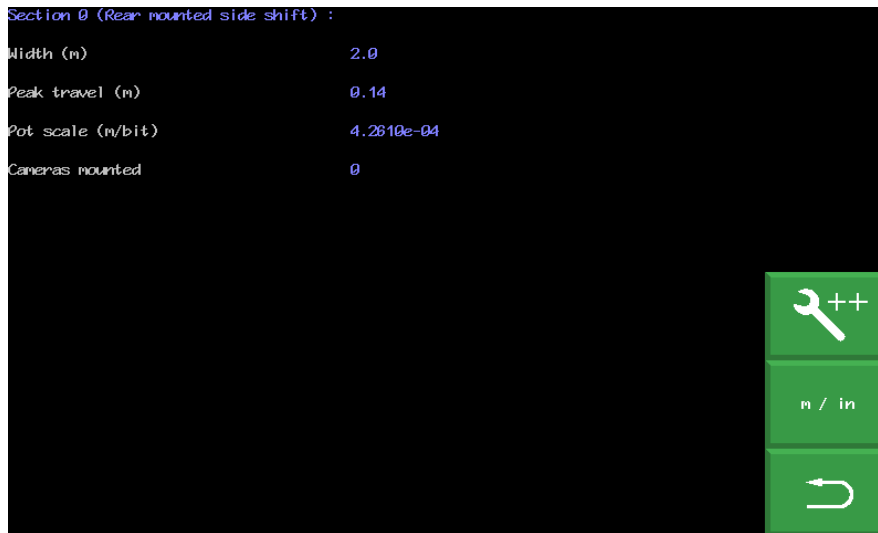 Section 0 (Rear mounted side shift) :
Width (m) 2.0
Peak travel (m) 0.14
Pot scale (m/bit) 4.2610e-04
Cameras mounted 0
++
m / in